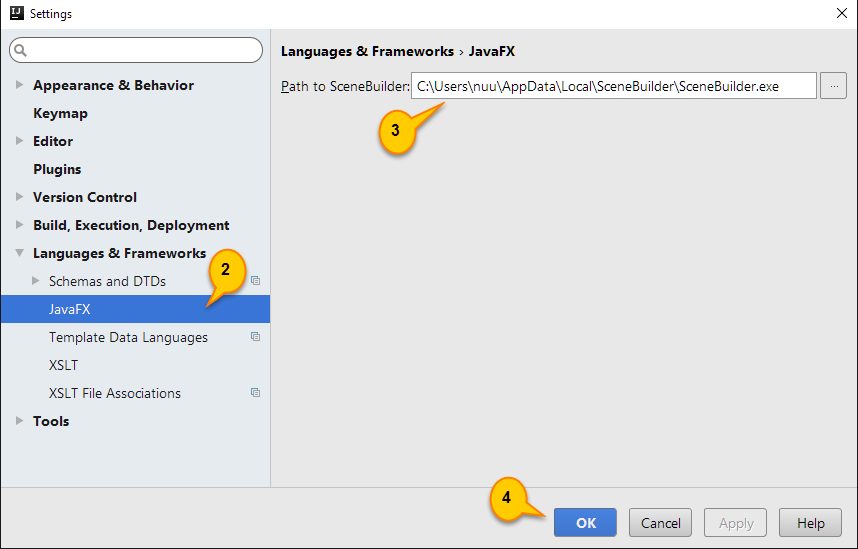 IJ Settings
Appearance & Behavior
Keymap
Editor
Plugins
Version Control
Build, Execution, Deployment
Languages & Frameworks
2
Schemas and DTDs
JavaFX
Template Data Languages
XSLT
XSLT File Associations
Tools
Languages & Frameworks › JavaFX
Path to SceneBuilder: C:\Users\nuu\AppData\Local\SceneBuilder\SceneBuilder.exe ...
3
4
OK Cancel Apply Help